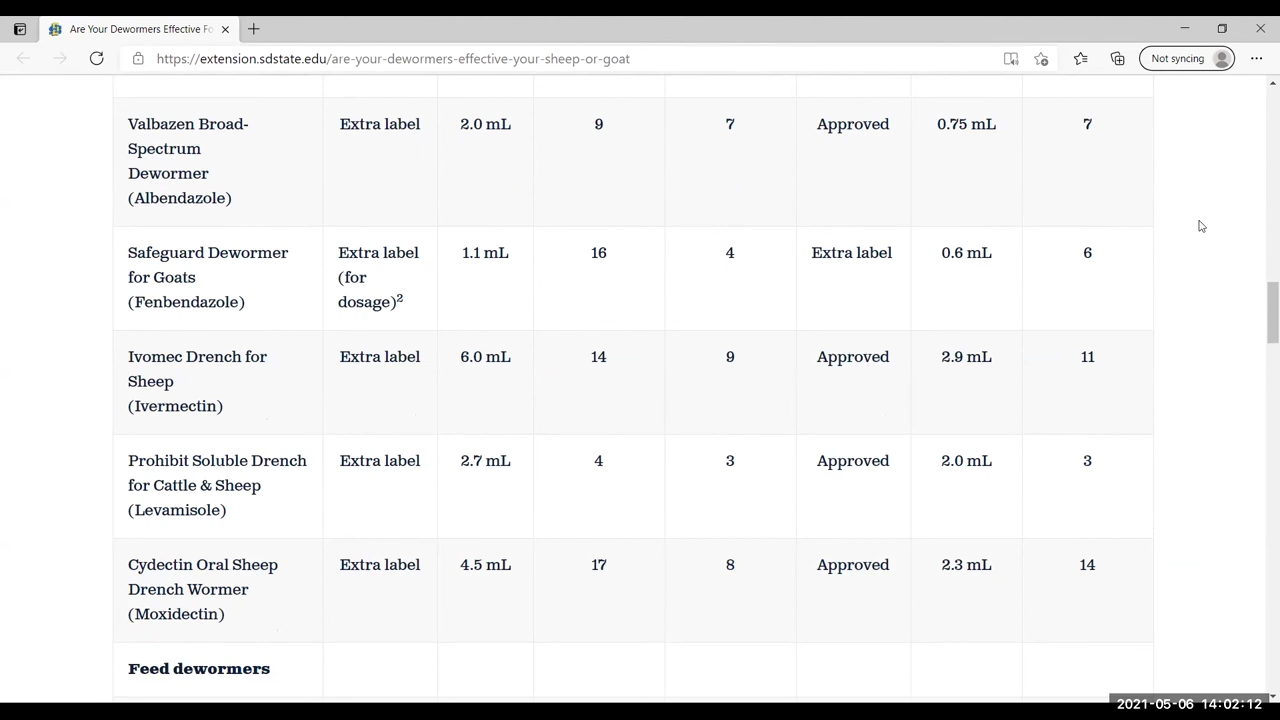 Are Your Dewormers Effective Fo
https://extension.sdstate.edu/are-your-dewormers-effective-your-sheep-or-goat
Not syncing
Valbazen Broad- Extra label 2.0 mL 9 7 Approved 0.75 mL 7
Spectrum
Dewormer
(Albendazole)
Safeguard Dewormer Extra label 1.1 mL 16 4 Extra label 0.6 mL 6
for Goats (for
(Fenbendazole) dosage)²
Ivomec Drench for Extra label 6.0 mL 14 9 Approved 2.9 mL 11
Sheep
(Ivermectin)
Prohibit Soluble Drench Extra label 2.7 mL 4 3 Approved 2.0 mL 3
for Cattle & Sheep
(Levamisole)
Cydectin Oral Sheep Extra label 4.5 mL 17 8 Approved 2.3 mL 14
Drench Wormer
(Moxidectin)
Feed dewormers
2021-05-06 14:02:12